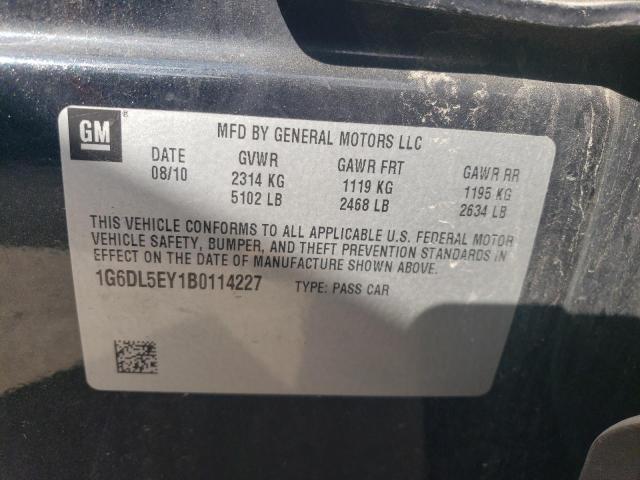 GM®
MFD BY GENERAL MOTORS LLC
DATE GVWR GAWR FRT GAWR RR
08/10 2314 KG 1119 KG 1195 KG
5102 LB 2468 LB 2634 LB
THIS VEHICLE CONFORMS TO ALL APPLICABLE U.S. FEDERAL MOTOR
VEHICLE SAFETY, BUMPER, AND THEFT PREVENTION STANDARDS IN
EFFECT ON THE DATE OF MANUFACTURE SHOWN ABOVE.
1G6DL5EY1B0114227 TYPE: PASS CAR